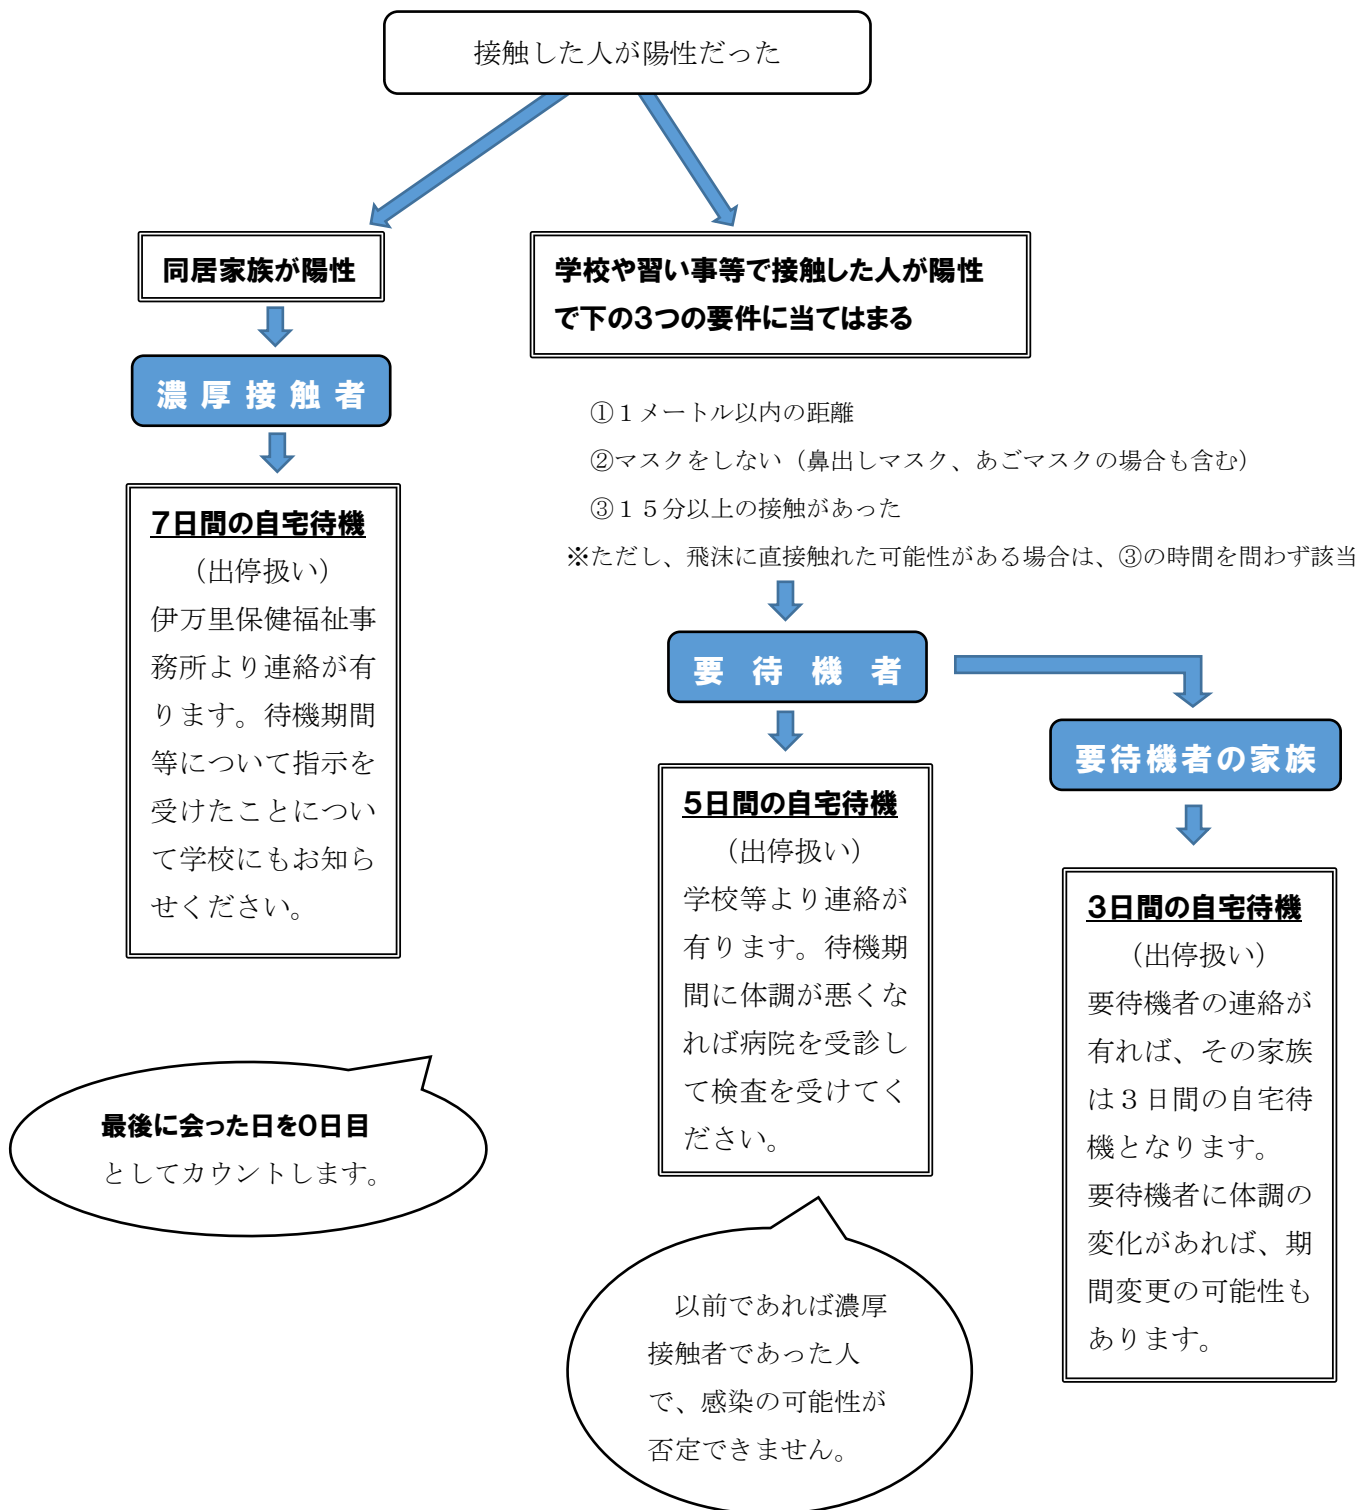 接触した人が陽性だった
同居家族が陽性
濃厚接触者
7日間の自宅待機
（出停扱い）
伊万里保健福祉事
務所より連絡が有
ります。待機期間
等について指示を
受けたことについ
て学校にもお知ら
せください。
最後に会った日を0日目
としてカウントします。
学校や習い事等で接触した人が陽性
で下の3つの要件に当てはまる
①１メートル以内の距離
②マスクをしない（鼻出しマスク、あごマスクの場合も含む）
③１５分以上の接触があった
※ただし、飛沫に直接触れた可能性がある場合は、③の時間を問わず該当
要待機者
5日間の自宅待機
（出停扱い）
学校等より連絡が
有ります。待機期
間に体調が悪くな
れば病院を受診し
て検査を受けてく
ださい。
以前であれば濃厚
接触者であった人
で、感染の可能性が
否定できません。
要待機者の家族
3日間の自宅待機
（出停扱い）
要待機者の連絡が
有れば、その家族
は３日間の自宅待
機となります。
要待機者に体調の
変化があれば、期
間変更の可能性も
あります。